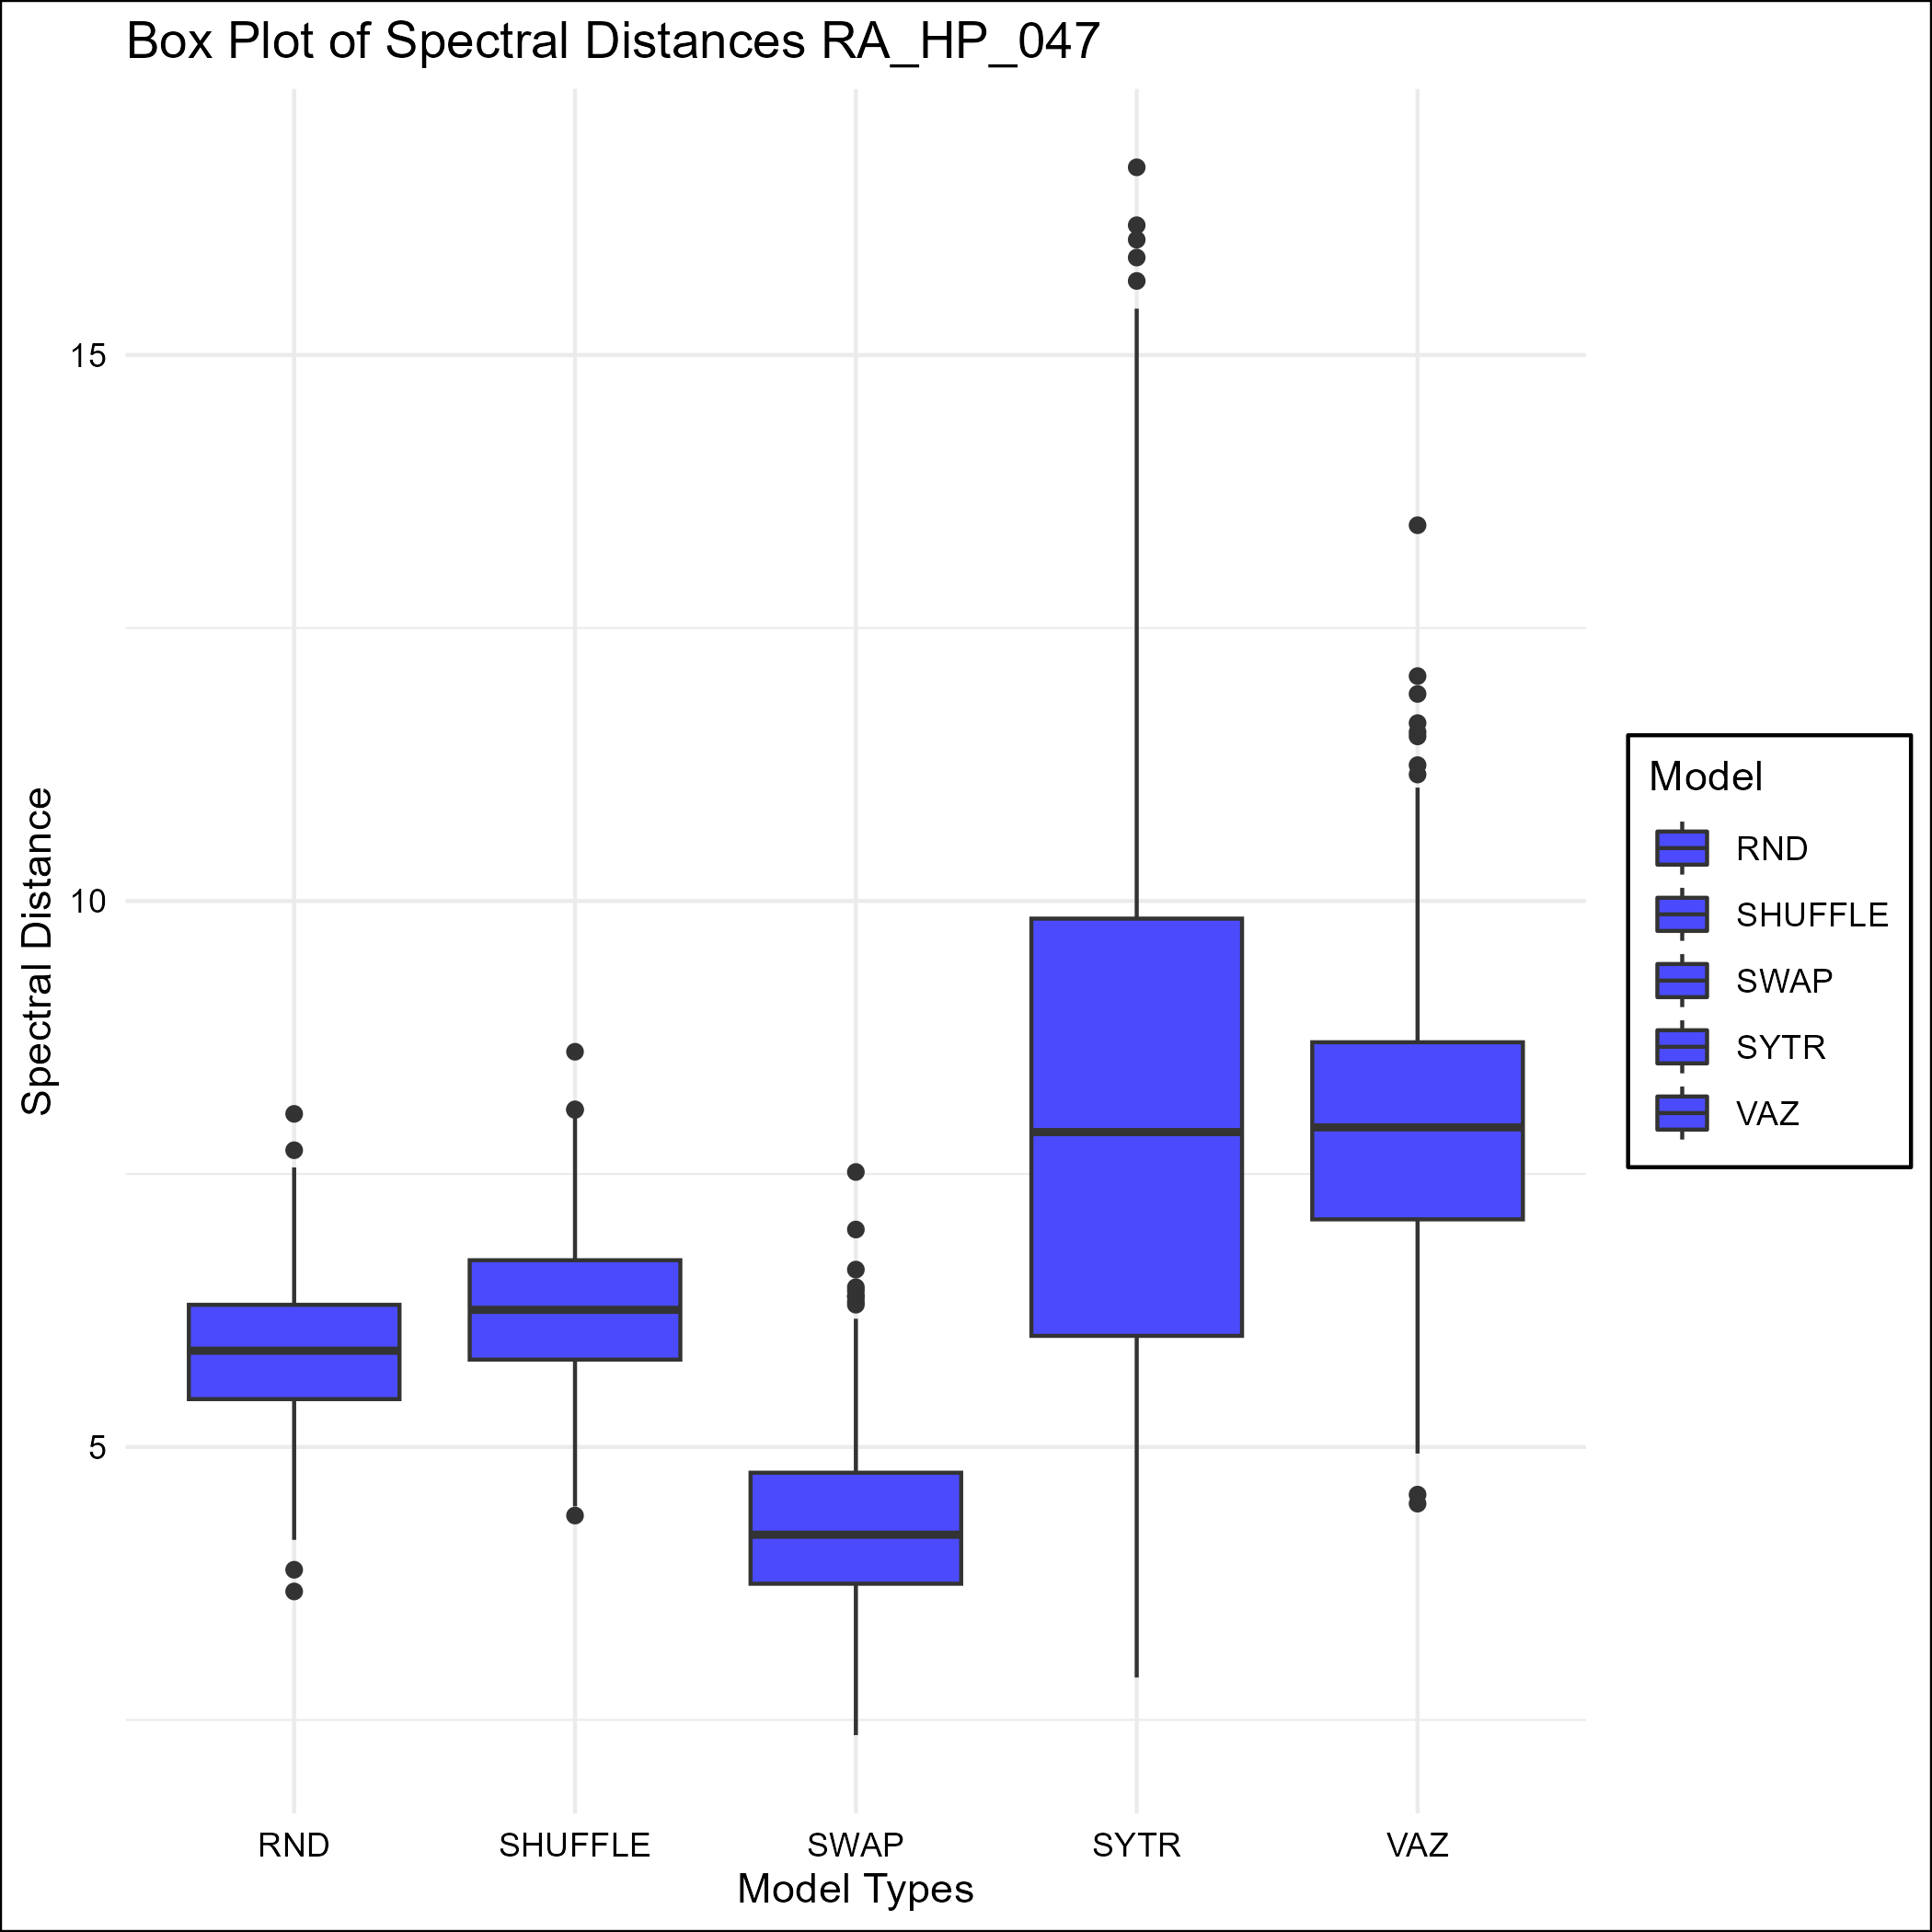 Box Plot of Spectral Distances RA_HP_047
Spectral Distance
15
10
5
RND SHUFFLE SWAP SYTR VAZ
Model Types
Model
RND
SHUFFLE
SWAP
SYTR
VAZ